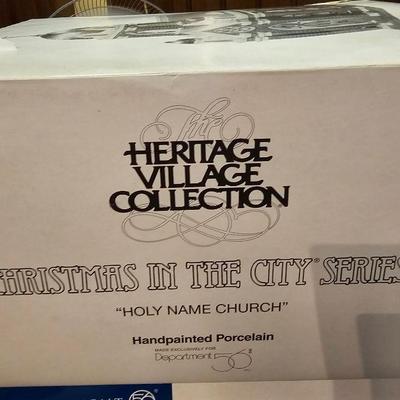 The
HERITAGE
VILLAGE
COLLECTION
CHRISTMAS IN THE CITY® SERIES
"HOLY NAME CHURCH"
Handpainted Porcelain
MADE EXCLUSIVELY FOR
Department 56
56